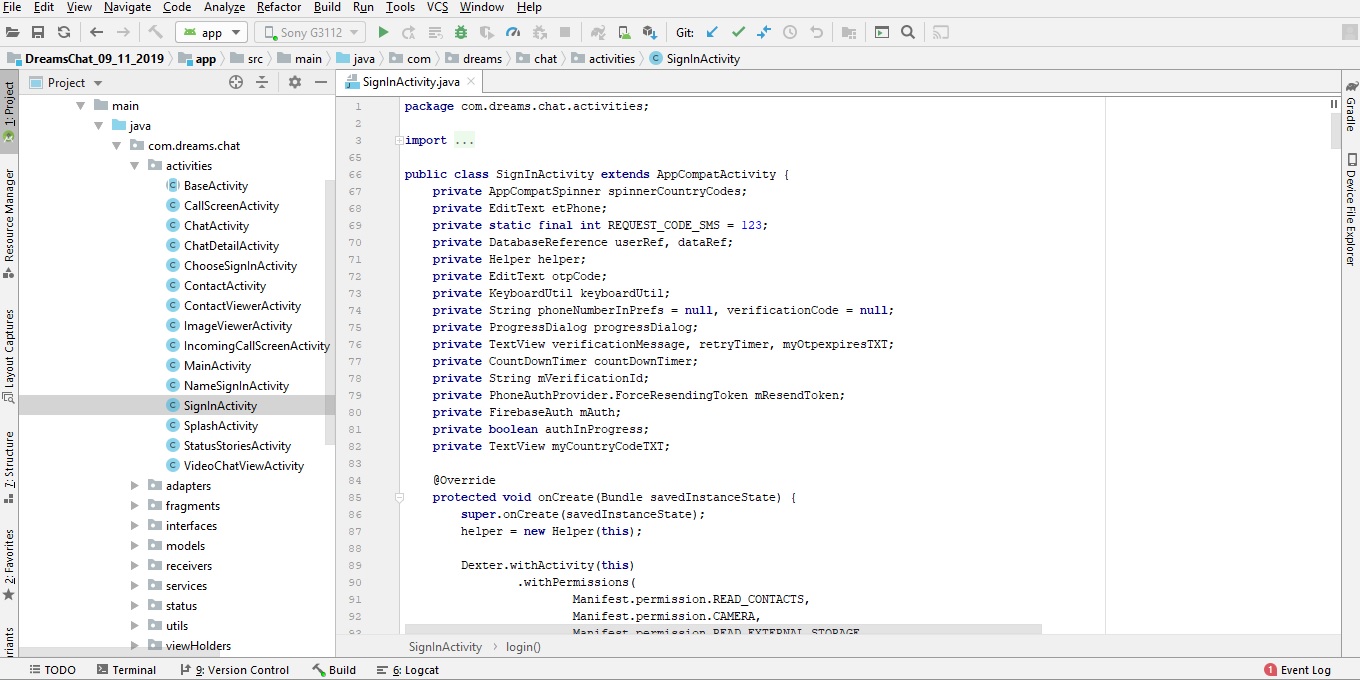 File Edit View Navigate Code Analyze Refactor Build Run Tools VCS Window Help
app Sony G3112 Git:
DreamsChat_09_11_2019 app src main java com dreams chat activities SignInActivity
1: Project
Resource Manager
Layout Captures
7: Structure
2: Favorites
Project
main
java
com.dreams.chat
activities
BaseActivity
CallScreenActivity
ChatActivity
ChatDetailActivity
ChooseSignInActivity
ContactActivity
ContactViewerActivity
ImageViewerActivity
IncomingCallScreenActivity
MainActivity
NameSignInActivity
SignInActivity
SplashActivity
StatusStoriesActivity
VideoChatViewActivity
adapters
fragments
interfaces
models
receivers
services
status
utils
viewHolders
SignInActivity.java
1 package com.dreams.chat.activities;
2
3 import ...
65
66 public class SignInActivity extends AppCompatActivity {
67 private AppCompatSpinner spinnerCountryCodes;
68 private EditText etPhone;
69 private static final int REQUEST_CODE_SMS = 123;
70 private DatabaseReference userRef, dataRef;
71 private Helper helper;
72 private EditText otpCode;
73 private KeyboardUtil keyboardUtil;
74 private String phoneNumberInPrefs = null, verificationCode = null;
75 private ProgressDialog progressDialog;
76 private TextView verificationMessage, retryTimer, myOtpexpiresTXT;
77 private CountDownTimer countDownTimer;
78 private String mVerificationId;
79 private PhoneAuthProvider.ForceResendingToken mResendToken;
80 private FirebaseAuth mAuth;
81 private boolean authInProgress;
82 private TextView myCountryCodeTXT;
83
84 @Override
85 protected void onCreate(Bundle savedInstanceState) {
86 super.onCreate(savedInstanceState);
87 helper = new Helper(this);
88
89 Dexter.withActivity(this)
90 .withPermissions(
91 Manifest.permission.READ_CONTACTS,
92 Manifest.permission.CAMERA,
93 Manifest.permission.READ_EXTERNAL_STORAGE
SignInActivity login()
Gradle
Device File Explorer
TODO Terminal 9: Version Control Build 6: Logcat 1 Event Log